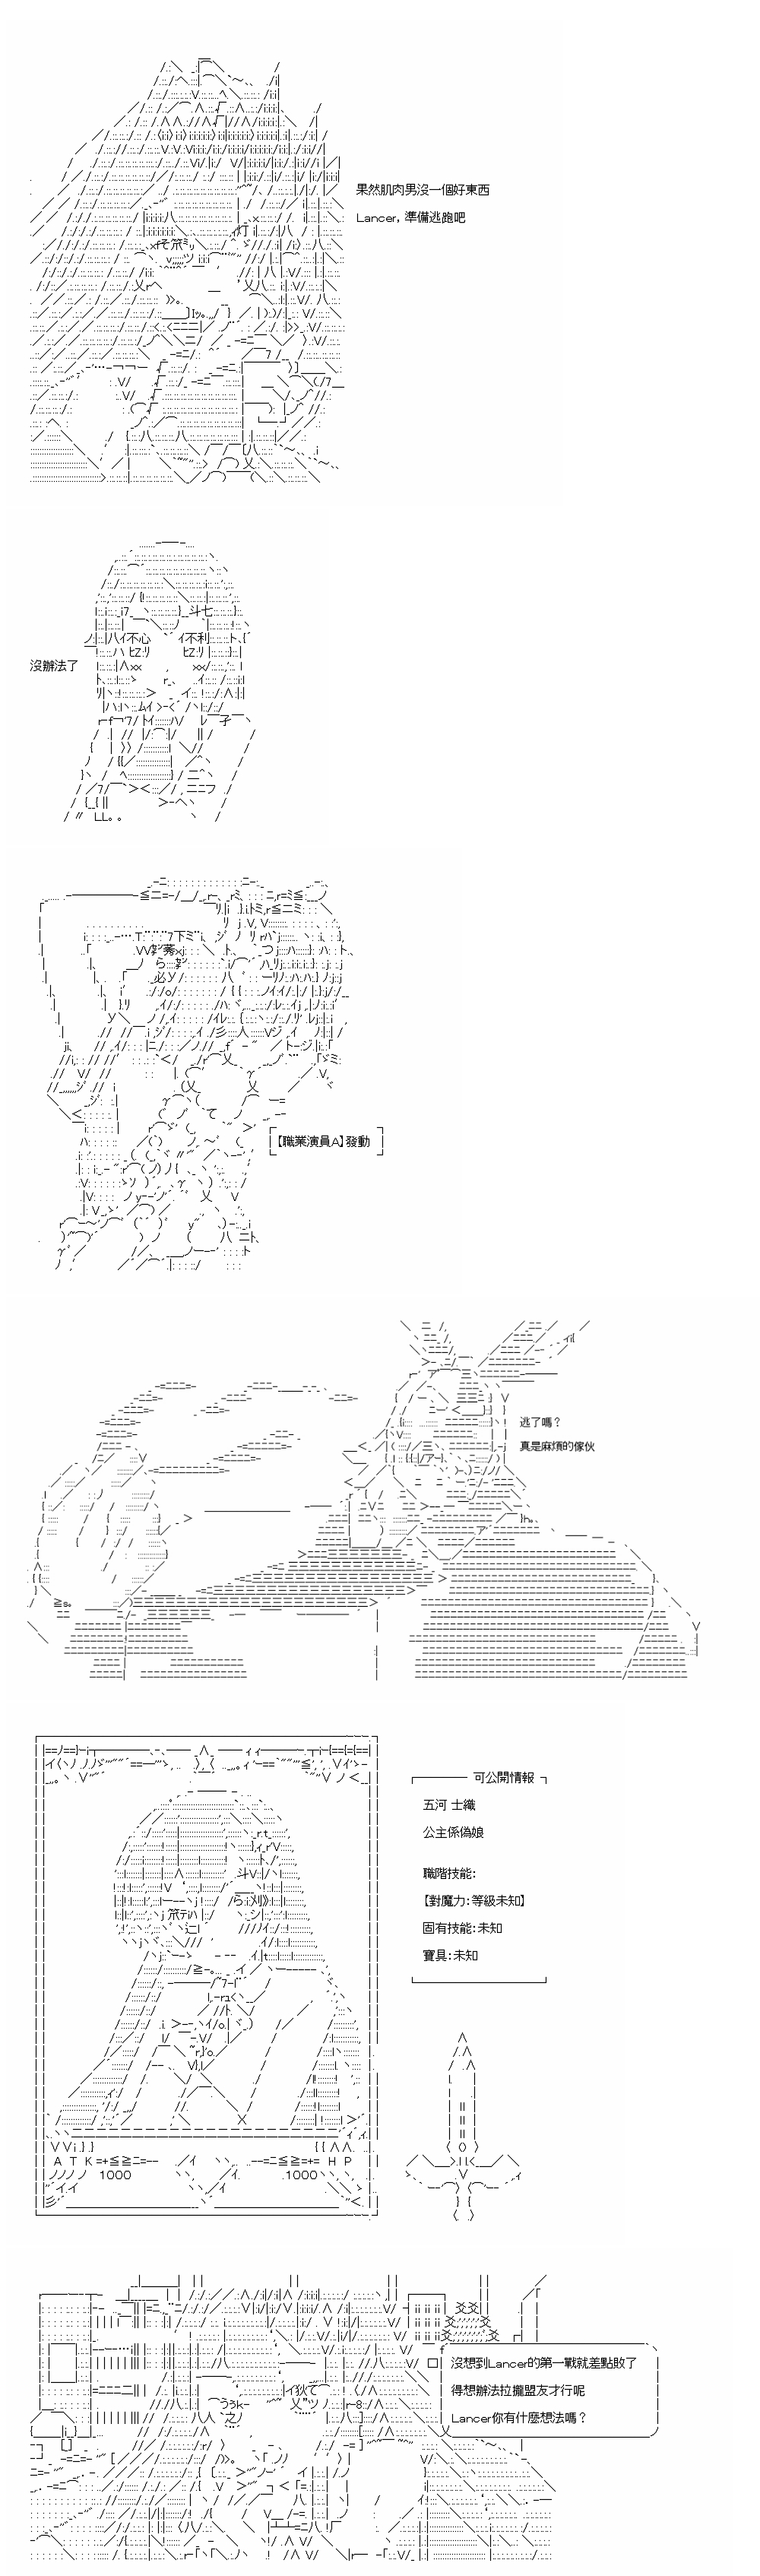 果然肌肉男沒一個好東西
Lancer，準備逃跑吧
沒辦法了
【職業演員A】發動
逃了嗎？
真是麻煩的傢伙
可公開情報
五河 士織
公主係偽娘
職階技能：
【對魔力：等級未知】
固有技能：未知
寶具：未知
ATK 1000
HP 1000
沒想到Lancer的第一戰就差點敗了
得想辦法拉攏盟友才行呢
Lancer你有什麼想法嗎？